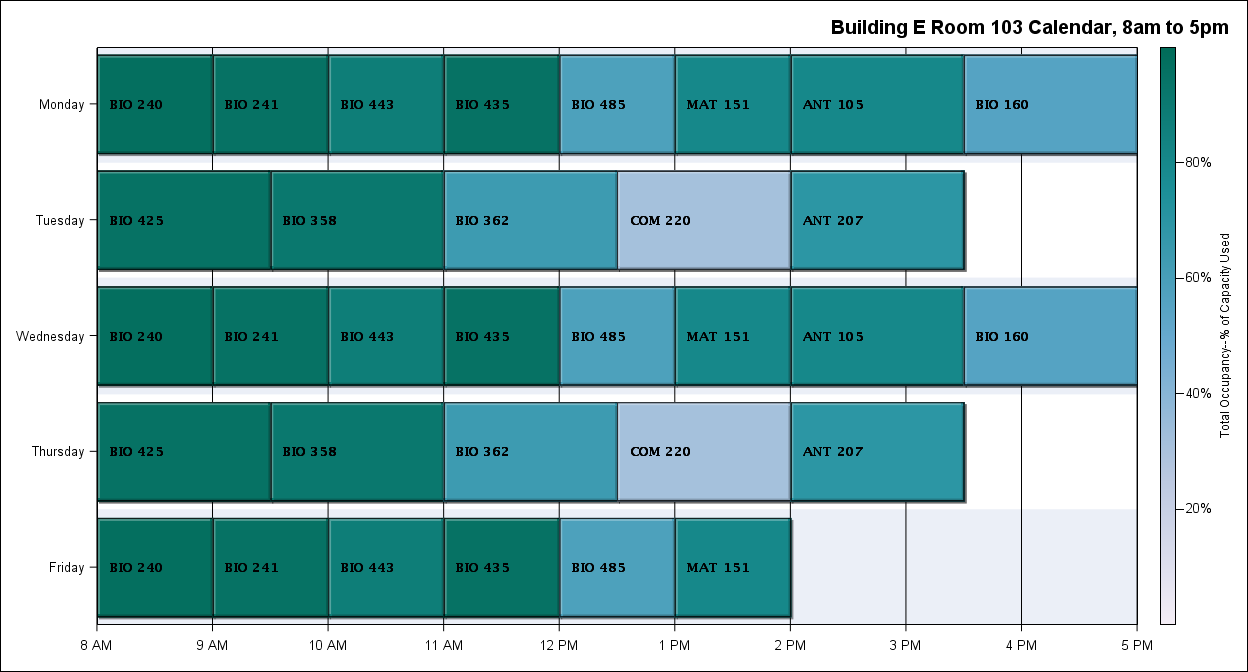 Building E Room 103 Calendar, 8am to 5pm
Monday
BIO 240
BIO 241
BIO 443
BIO 435
BIO 485
MAT 151
ANT 105
BIO 160
Tuesday
BIO 425
BIO 358
BIO 362
COM 220
ANT 207
Wednesday
BIO 240
BIO 241
BIO 443
BIO 435
BIO 485
MAT 151
ANT 105
BIO 160
Thursday
BIO 425
BIO 358
BIO 362
COM 220
ANT 207
Friday
BIO 240
BIO 241
BIO 443
BIO 435
BIO 485
MAT 151
8 AM
9 AM
10 AM
11 AM
12 PM
1 PM
2 PM
3 PM
4 PM
5 PM
80%
60%
40%
20%
Total Occupancy--% of Capacity Used